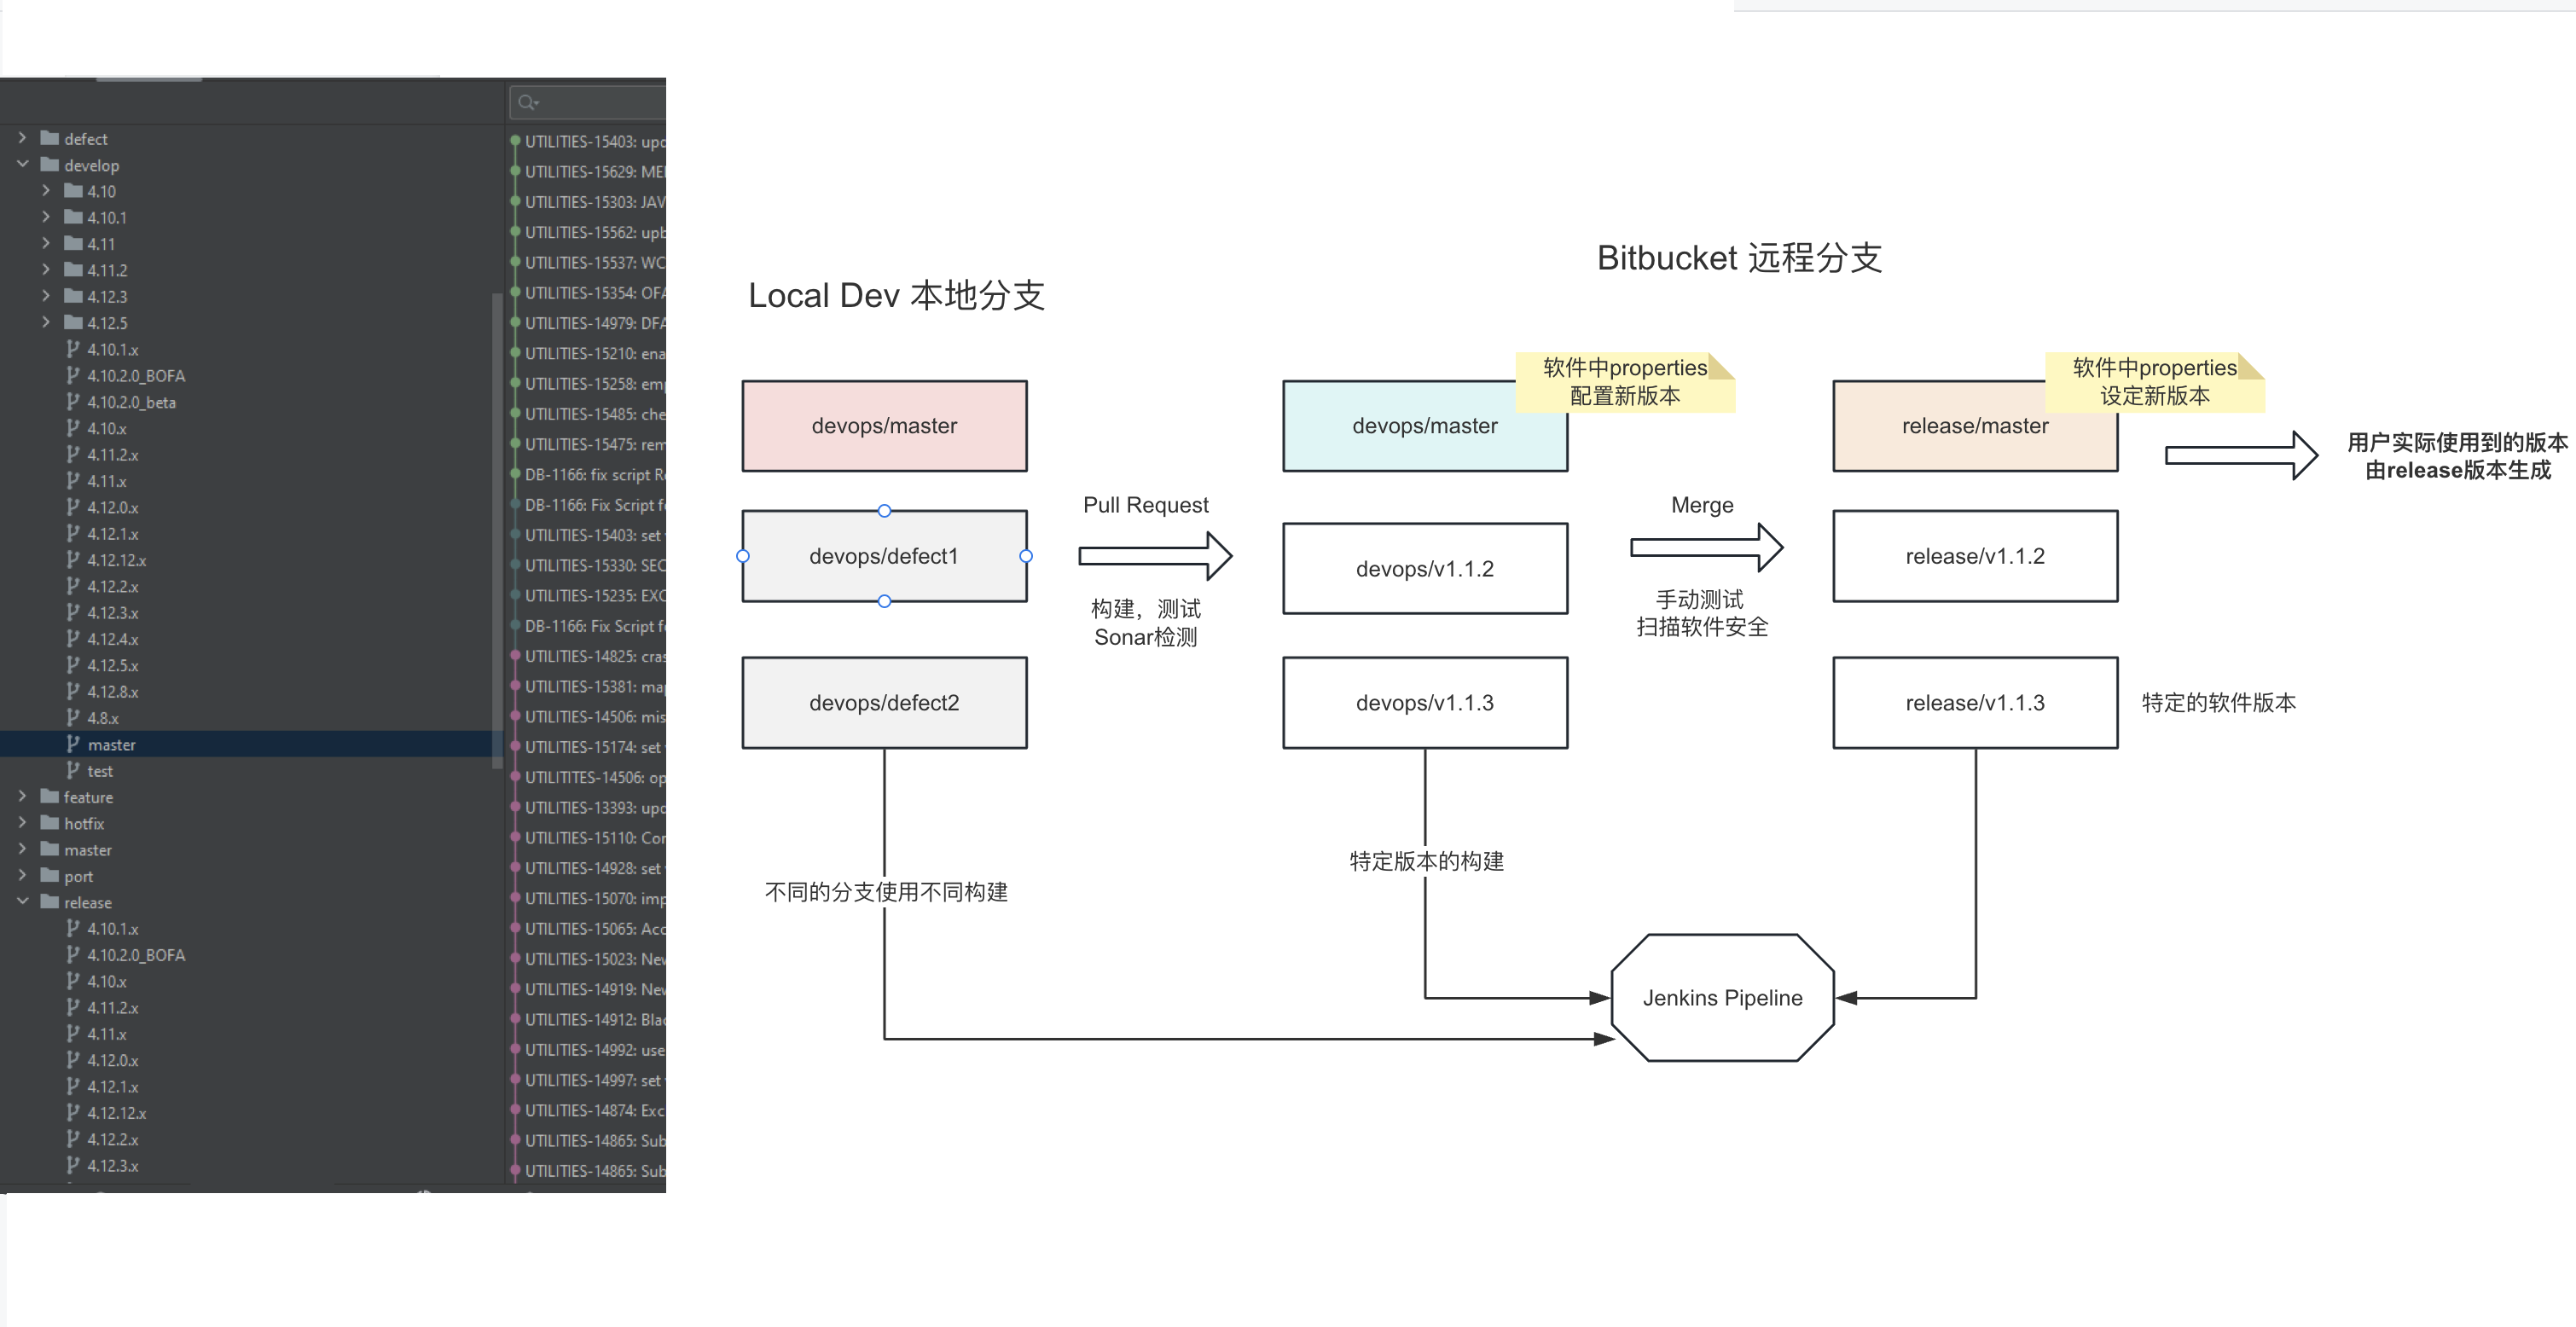 defect
develop
4.10
4.10.1
4.11
4.11.2
4.12.3
4.12.5
4.10.1.x
4.10.2.0_BOFA
4.10.2.0_beta
4.10.x
4.11.2.x
4.11.x
4.12.0.x
4.12.1.x
4.12.12.x
4.12.2.x
4.12.3.x
4.12.4.x
4.12.5.x
4.12.8.x
4.8.x
master
test
feature
hotfix
master
port
release
4.10.1.x
4.10.2.0_BOFA
4.10.x
4.11.2.x
4.11.x
4.12.0.x
4.12.1.x
4.12.12.x
4.12.2.x
4.12.3.x
UTILITIES-15403: upd
UTILITIES-15629: ME
UTILITIES-15303: JAV
UTILITIES-15562: upb
UTILITIES-15537: WC
UTILITIES-15354: OFA
UTILITIES-14979: DFA
UTILITIES-15210: ena
UTILITIES-15258: emp
UTILITIES-15485: che
UTILITIES-15475: rem
DB-1166: fix script Re
DB-1166: Fix Script fo
UTILITIES-15403: set
UTILITIES-15330: SEC
UTILITIES-15235: EXC
DB-1166: Fix Script fo
UTILITIES-14825: cras
UTILITIES-15381: map
UTILITIES-14506: mis
UTILITIES-15174: set
UTILITITES-14506: op
UTILITIES-13393: upd
UTILITIES-15110: Cor
UTILITIES-14928: set
UTILITIES-15070: imp
UTILITIES-15065: Acc
UTILITIES-15023: New
UTILITIES-14919: New
UTILITIES-14912: Blac
UTILITIES-14992: use
UTILITIES-14997: set
UTILITIES-14874: Exc
UTILITIES-14865: Sub
UTILITIES-14865: Sub
Local Dev 本地分支
Bitbucket 远程分支
devops/master
devops/defect1
devops/defect2
Pull Request
构建，测试
Sonar检测
软件中properties
配置新版本
devops/master
devops/v1.1.2
devops/v1.1.3
Merge
手动测试
扫描软件安全
软件中properties
设定新版本
release/master
release/v1.1.2
release/v1.1.3
用户实际使用到的版本
由release版本生成
特定的软件版本
不同的分支使用不同构建
特定版本的构建
Jenkins Pipeline